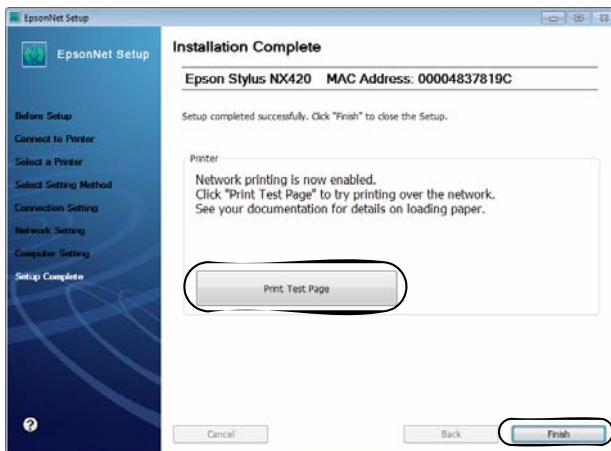 EpsonNet Setup
EpsonNet Setup
Before Setup
Connect to Printer
Select a Printer
Select Setting Method
Connection Setting
Network Setting
Computer Setting
Setup Complete
?
Installation Complete
Epson Stylus NX420 MAC Address: 00004837819C
Setup completed successfully. Click "Finish" to close the Setup.
Printer
Network printing is now enabled.
Click "Print Test Page" to try printing over the network.
See your documentation for details on loading paper.
Print Test Page
Cancel
Back
Finish